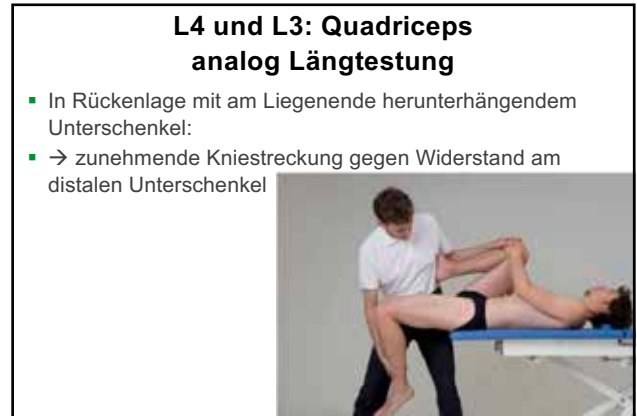 L4 und L3: Quadriceps
analog Längtestung
▪ In Rückenlage mit am Liegenende herunterhängendem
Unterschenkel:
▪ → zunehmende Kniestreckung gegen Widerstand am
distalen Unterschenkel